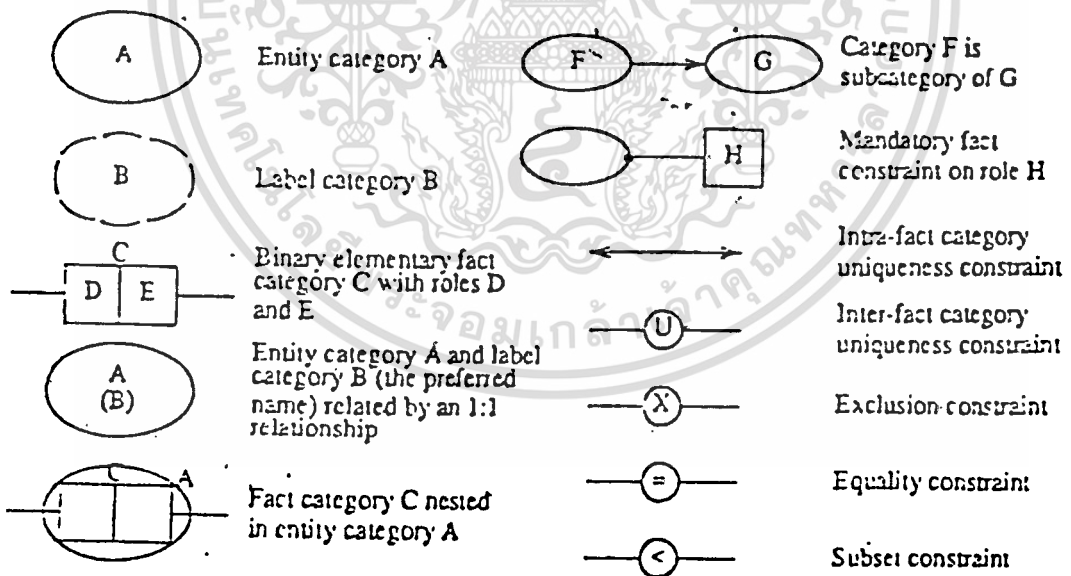 A
Entity category A
B
Label category B
C
D E
Binary elementary fact
category C with roles D
and E
A
(B)
Entity category A and label
category B (the preferred
name) related by an 1:1
relationship
C A
Fact category C nested
in entity category A
F G
Category F is
subcategory of G
H
Mandatory fact
constraint on role H
Intra-fact category
uniqueness constraint
U
Inter-fact category
uniqueness constraint
X
Exclusion constraint
=
Equality constraint
<
Subset constraint